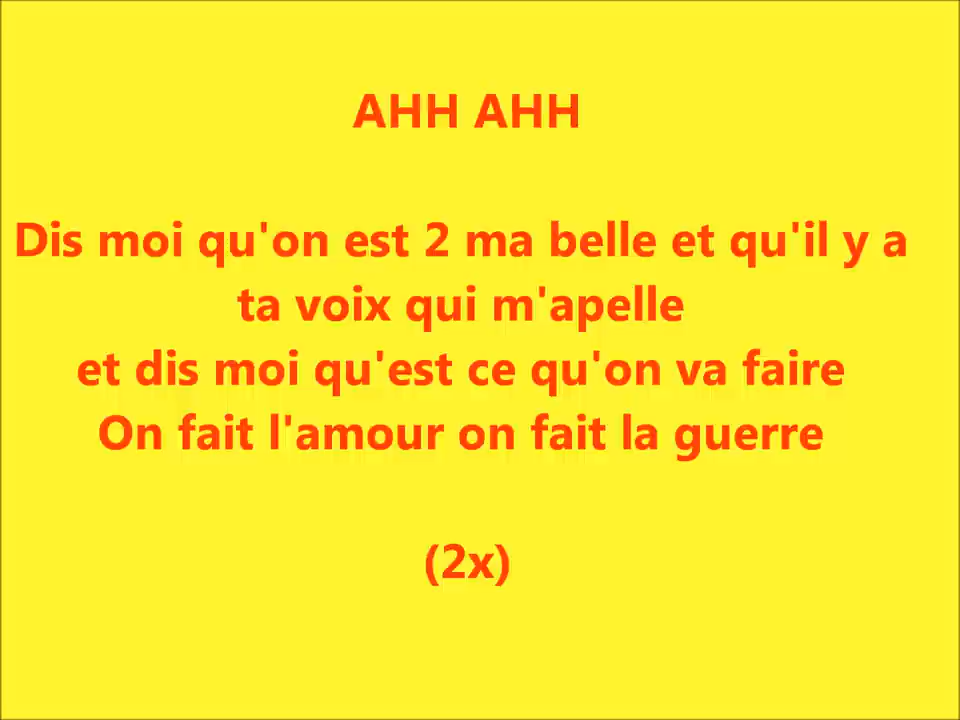 AHH AHH
Dis moi qu'on est 2 ma belle et qu'il y a
ta voix qui m'apelle
et dis moi qu'est ce qu'on va faire
On fait l'amour on fait la guerre
(2x)